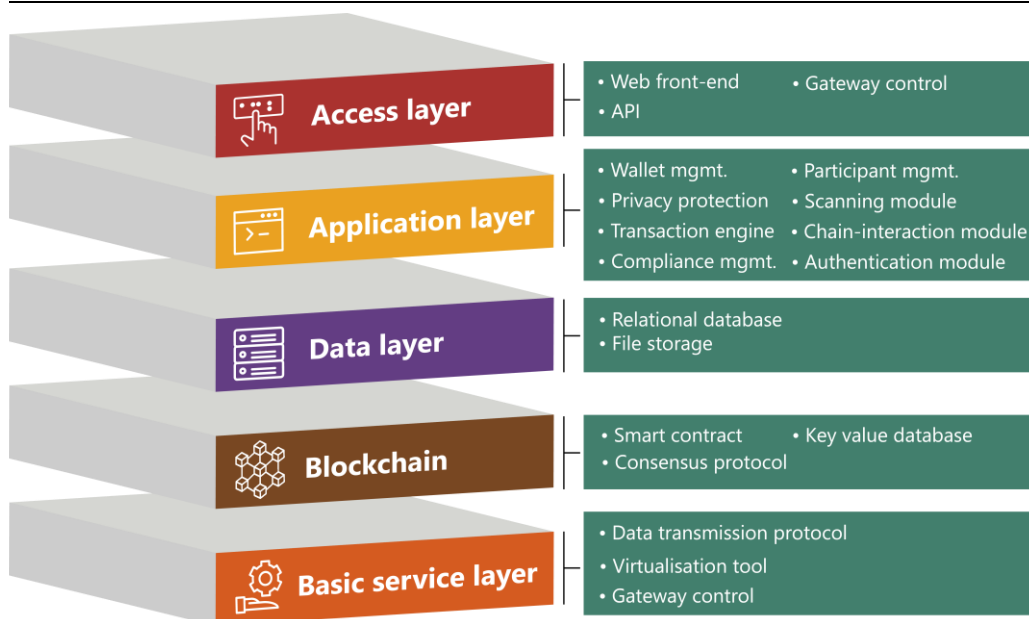 Access layer
• Web front-end
• Gateway control
• API
Application layer
• Wallet mgmt.
• Participant mgmt.
• Privacy protection
• Scanning module
• Transaction engine
• Chain-interaction module
• Compliance mgmt.
• Authentication module
Data layer
• Relational database
• File storage
Blockchain
• Smart contract
• Key value database
• Consensus protocol
Basic service layer
• Data transmission protocol
• Virtualisation tool
• Gateway control